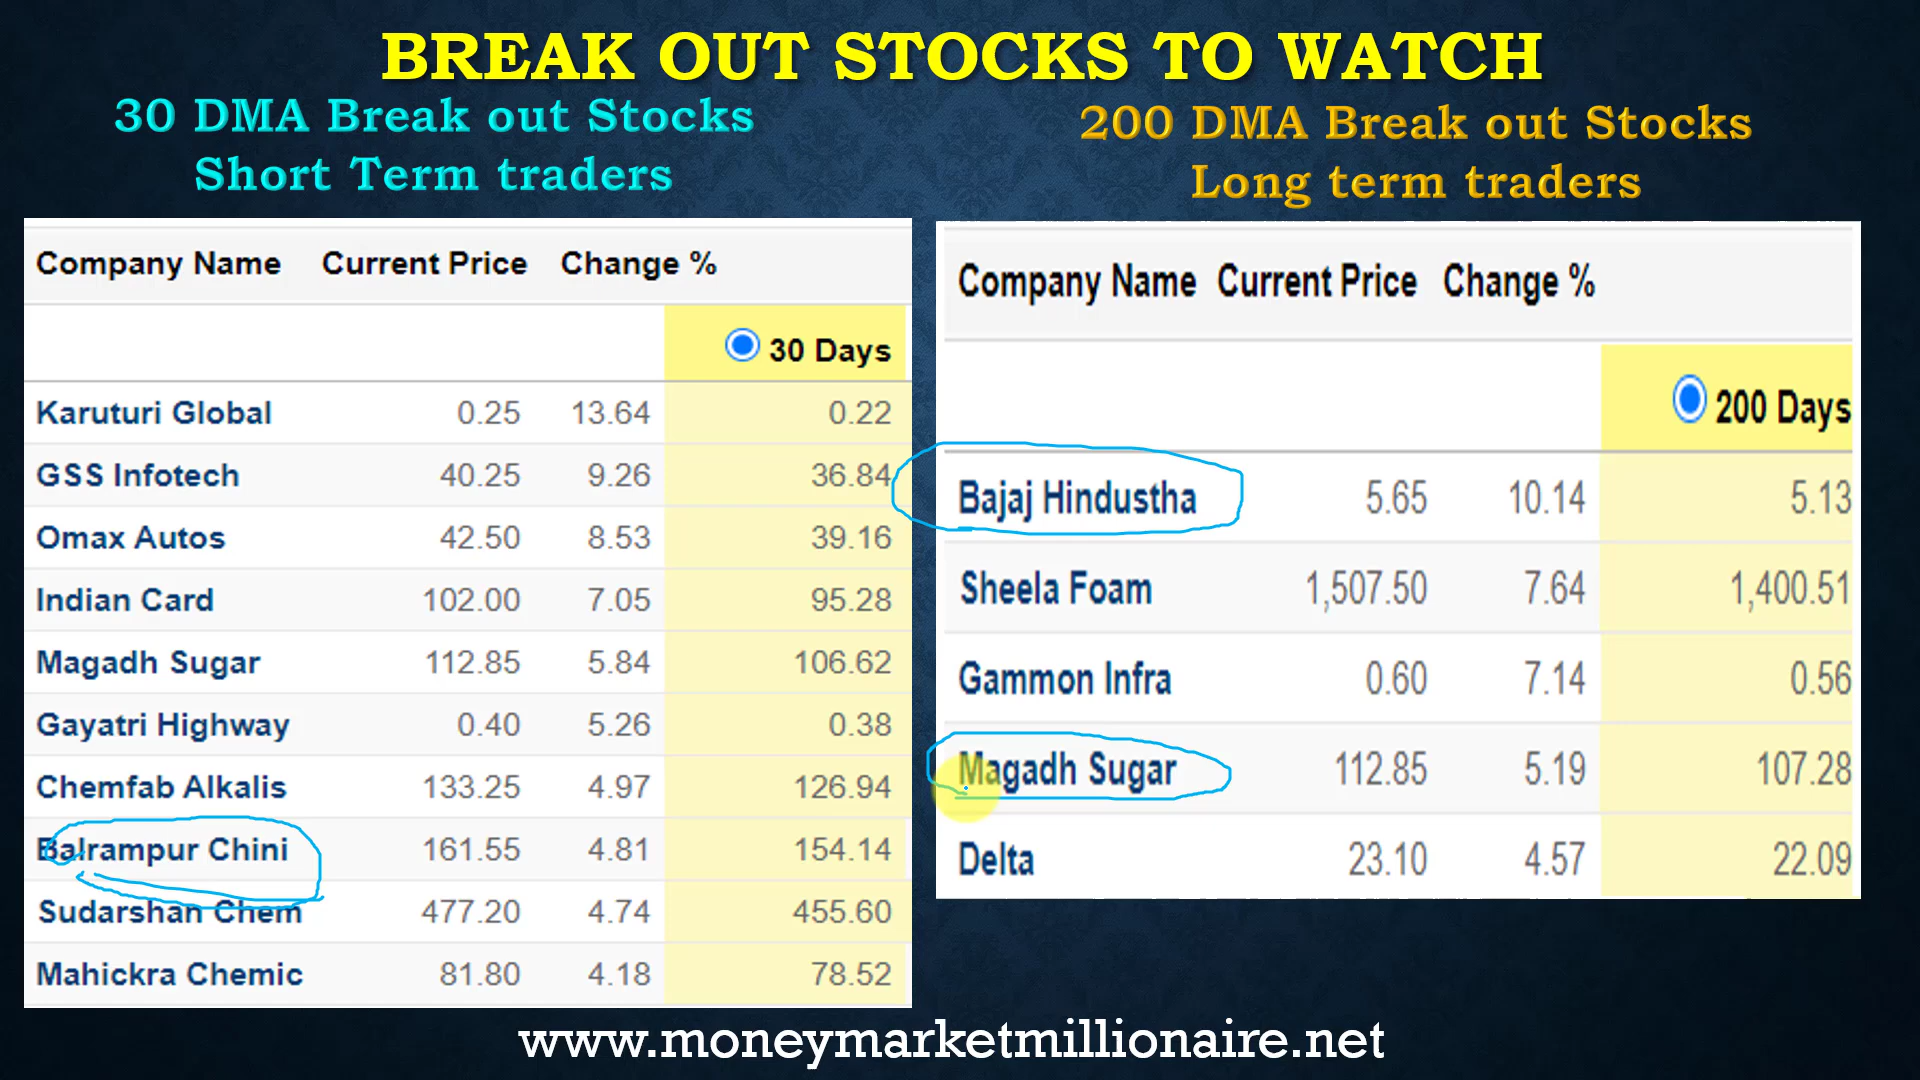 BREAK OUT STOCKS TO WATCH
30 DMA Break out Stocks
Short Term traders
Company Name Current Price Change %
30 Days
Karuturi Global 0.25 13.64 0.22
GSS Infotech 40.25 9.26 36.84
Omax Autos 42.50 8.53 39.16
Indian Card 102.00 7.05 95.28
Magadh Sugar 112.85 5.84 106.62
Gayatri Highway 0.40 5.26 0.38
Chemfab Alkalis 133.25 4.97 126.94
Balrampur Chini 161.55 4.81 154.14
Sudarshan Chem 477.20 4.74 455.60
Mahickra Chemic 81.80 4.18 78.52
200 DMA Break out Stocks
Long term traders
Company Name Current Price Change %
200 Days
Bajaj Hindustha 5.65 10.14 5.13
Sheela Foam 1,507.50 7.64 1,400.51
Gammon Infra 0.60 7.14 0.56
Magadh Sugar 112.85 5.19 107.28
Delta 23.10 4.57 22.09
www.moneymarketmillionaire.net